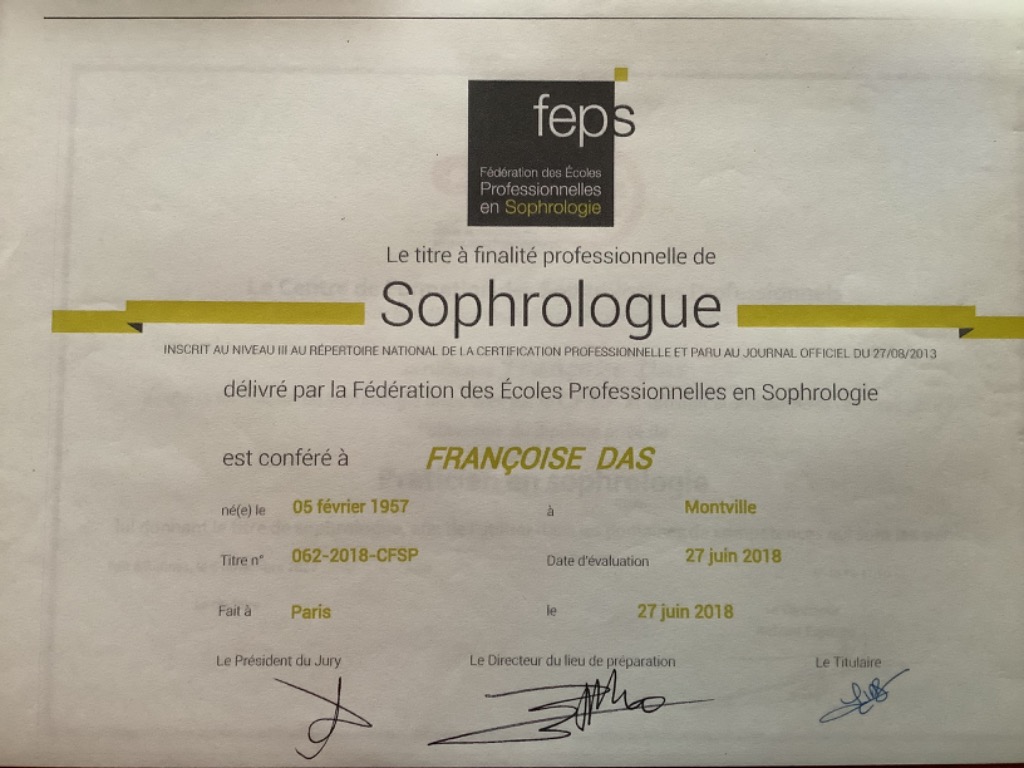 feps
Fédération des Écoles
Professionnelles
en Sophrologie
Le titre à finalité professionnelle de
Sophrologue
INSCRIT AU NIVEAU III AU RÉPERTOIRE NATIONAL DE LA CERTIFICATION PROFESSIONNELLE ET PARU AU JOURNAL OFFICIEL DU 27/08/2013
délivré par la Fédération des Écoles Professionnelles en Sophrologie
est conféré à FRANÇOISE DAS
né(e) le 05 février 1957 à Montville
Titre n° 062-2018-CFSP Date d'évaluation 27 juin 2018
Fait à Paris le 27 juin 2018
Le Président du Jury Le Directeur du lieu de préparation Le Titulaire